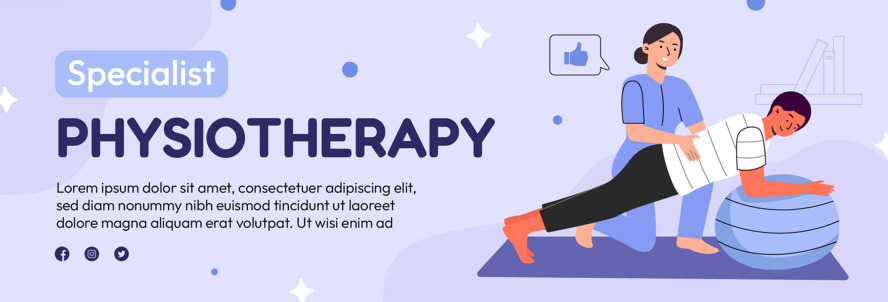 Specialist
PHYSIOTHERAPY
Lorem ipsum dolor sit amet, consectetuer adipiscing elit,
sed diam nonummy nibh euismod tincidunt ut laoreet
dolore magna aliquam erat volutpat. Ut wisi enim ad